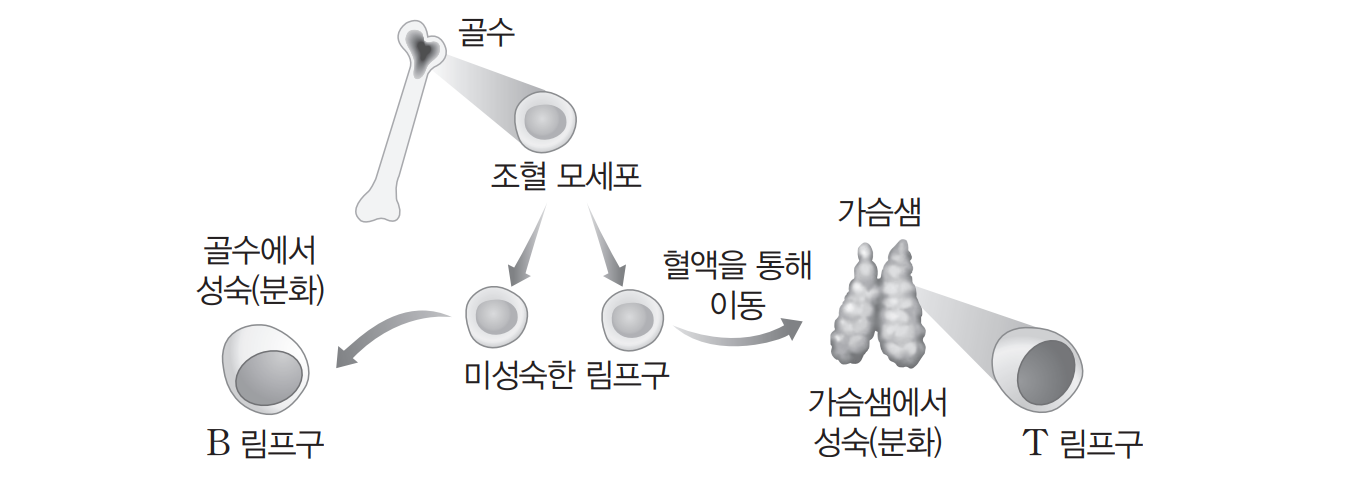 골수
조혈 모세포
가슴샘
골수에서
성숙(분화)
혈액을 통해
이동
미성숙한 림프구
가슴샘에서
성숙(분화)
B 림프구
T 림프구